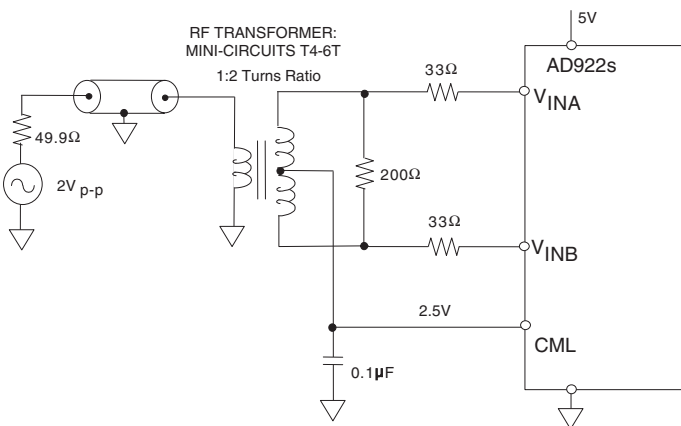 5V
RF TRANSFORMER:
MINI-CIRCUITS T4-6T
1:2 Turns Ratio
33Ω
AD922s
VINA
49.9Ω
200Ω
2V p-p
33Ω
VINB
2.5V
CML
0.1µF